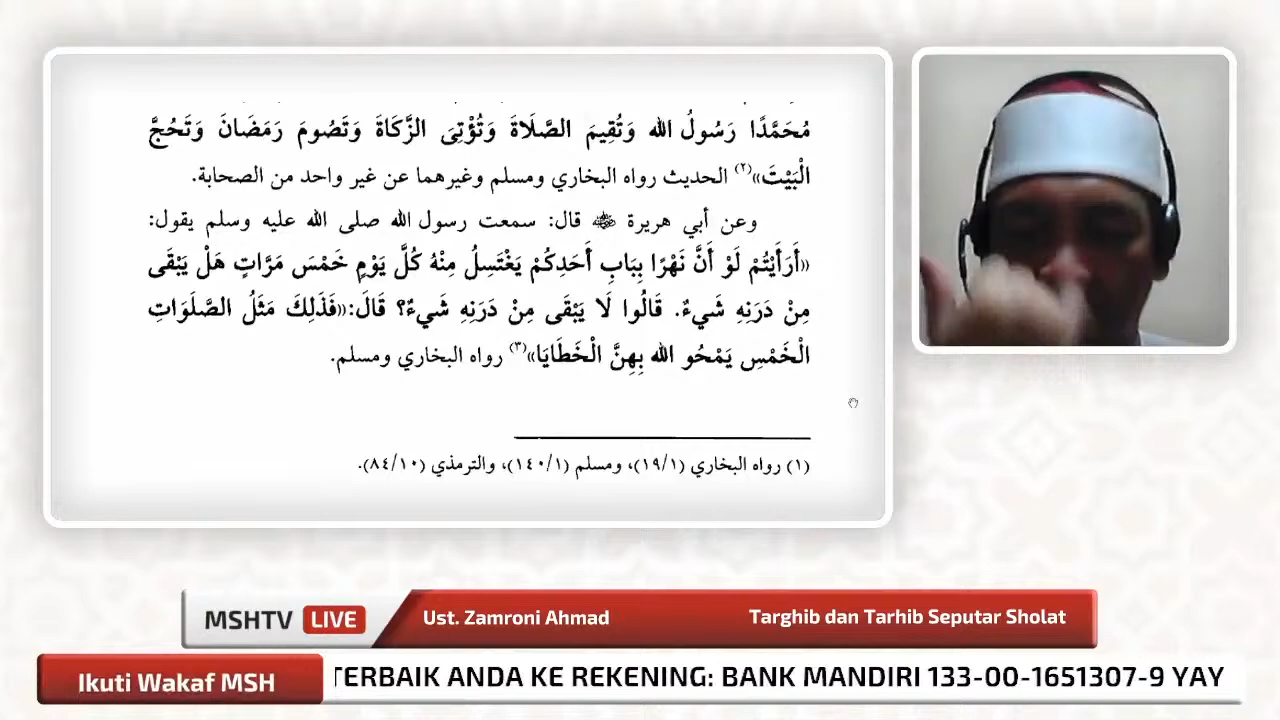 مُحَمَّدًا رَسُولُ الله وَتُقِيمَ الصَّلَاةَ وَتُؤْتِيَ الزَّكَاةَ وَتَصُومَ رَمَضَانَ وَتَحُجَّ
الْبَيْتَ»(٢) الحديث رواه البخاري ومسلم وغيرهما عن غير واحد من الصحابة.
وعن أبي هريرة ﷺ قال: سمعت رسول الله صلى الله عليه وسلم يقول:
«أَرَأَيْتُمْ لَوْ أَنَّ نَهْرًا بِبَابِ أَحَدِكُمْ يَغْتَسِلُ مِنْهُ كُلَّ يَوْمٍ خَمْسَ مَرَّاتٍ هَلْ يَبْقَى
مِنْ دَرَنِهِ شَيءٌ. قَالُوا لَا يَبْقَى مِنْ دَرَنِهِ شَيءٌ؟ قَالَ:«فَذَلِكَ مَثَلُ الصَّلَوَاتِ
الْخَمْسِ يَمْحُو الله بِهِنَّ الْخَطَايَا»(٣) رواه البخاري ومسلم.
(١) رواه البخاري (١٩/١)، ومسلم (١٤٠/١)، والترمذي (٨٤/١٠).
MSHTV LIVE
Ust. Zamroni Ahmad
Targhib dan Tarhib Seputar Sholat
Ikuti Wakaf MSH
TERBAIK ANDA KE REKENING: BANK MANDIRI 133-00-1651307-9 YAY